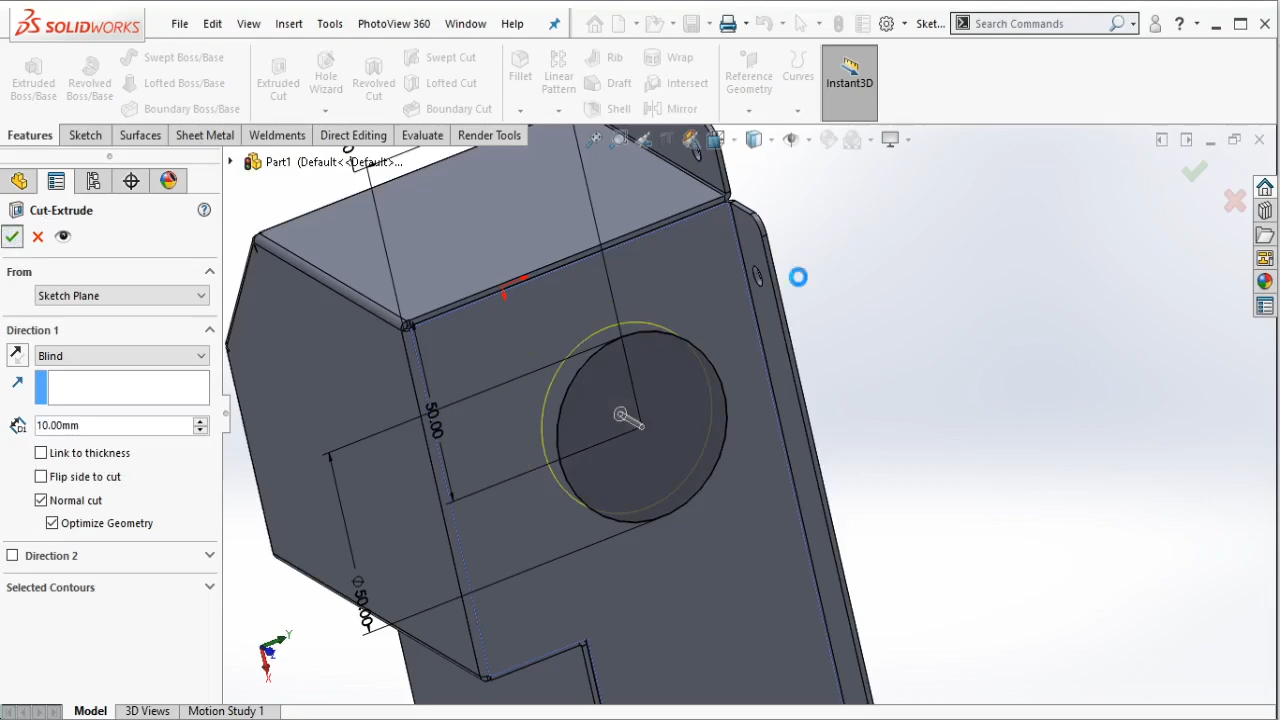 SOLIDWORKS
File Edit View Insert Tools PhotoView 360 Window Help
Sket...
Search Commands
Extruded Boss/Base
Revolved Boss/Base
Swept Boss/Base
Lofted Boss/Base
Boundary Boss/Base
Extruded Cut
Hole Wizard
Revolved Cut
Swept Cut
Lofted Cut
Boundary Cut
Fillet
Linear Pattern
Rib
Draft
Shell
Wrap
Intersect
Mirror
Reference Geometry
Curves
Instant3D
Features Sketch Surfaces Sheet Metal Weldments Direct Editing Evaluate Render Tools
Part1 (Default<<Default>...
Cut-Extrude
From
Sketch Plane
Direction 1
Blind
10.00mm
Link to thickness
Flip side to cut
Normal cut
Optimize Geometry
Direction 2
Selected Contours
50.00
∅50.00
Y
X
Z
Model 3D Views Motion Study 1